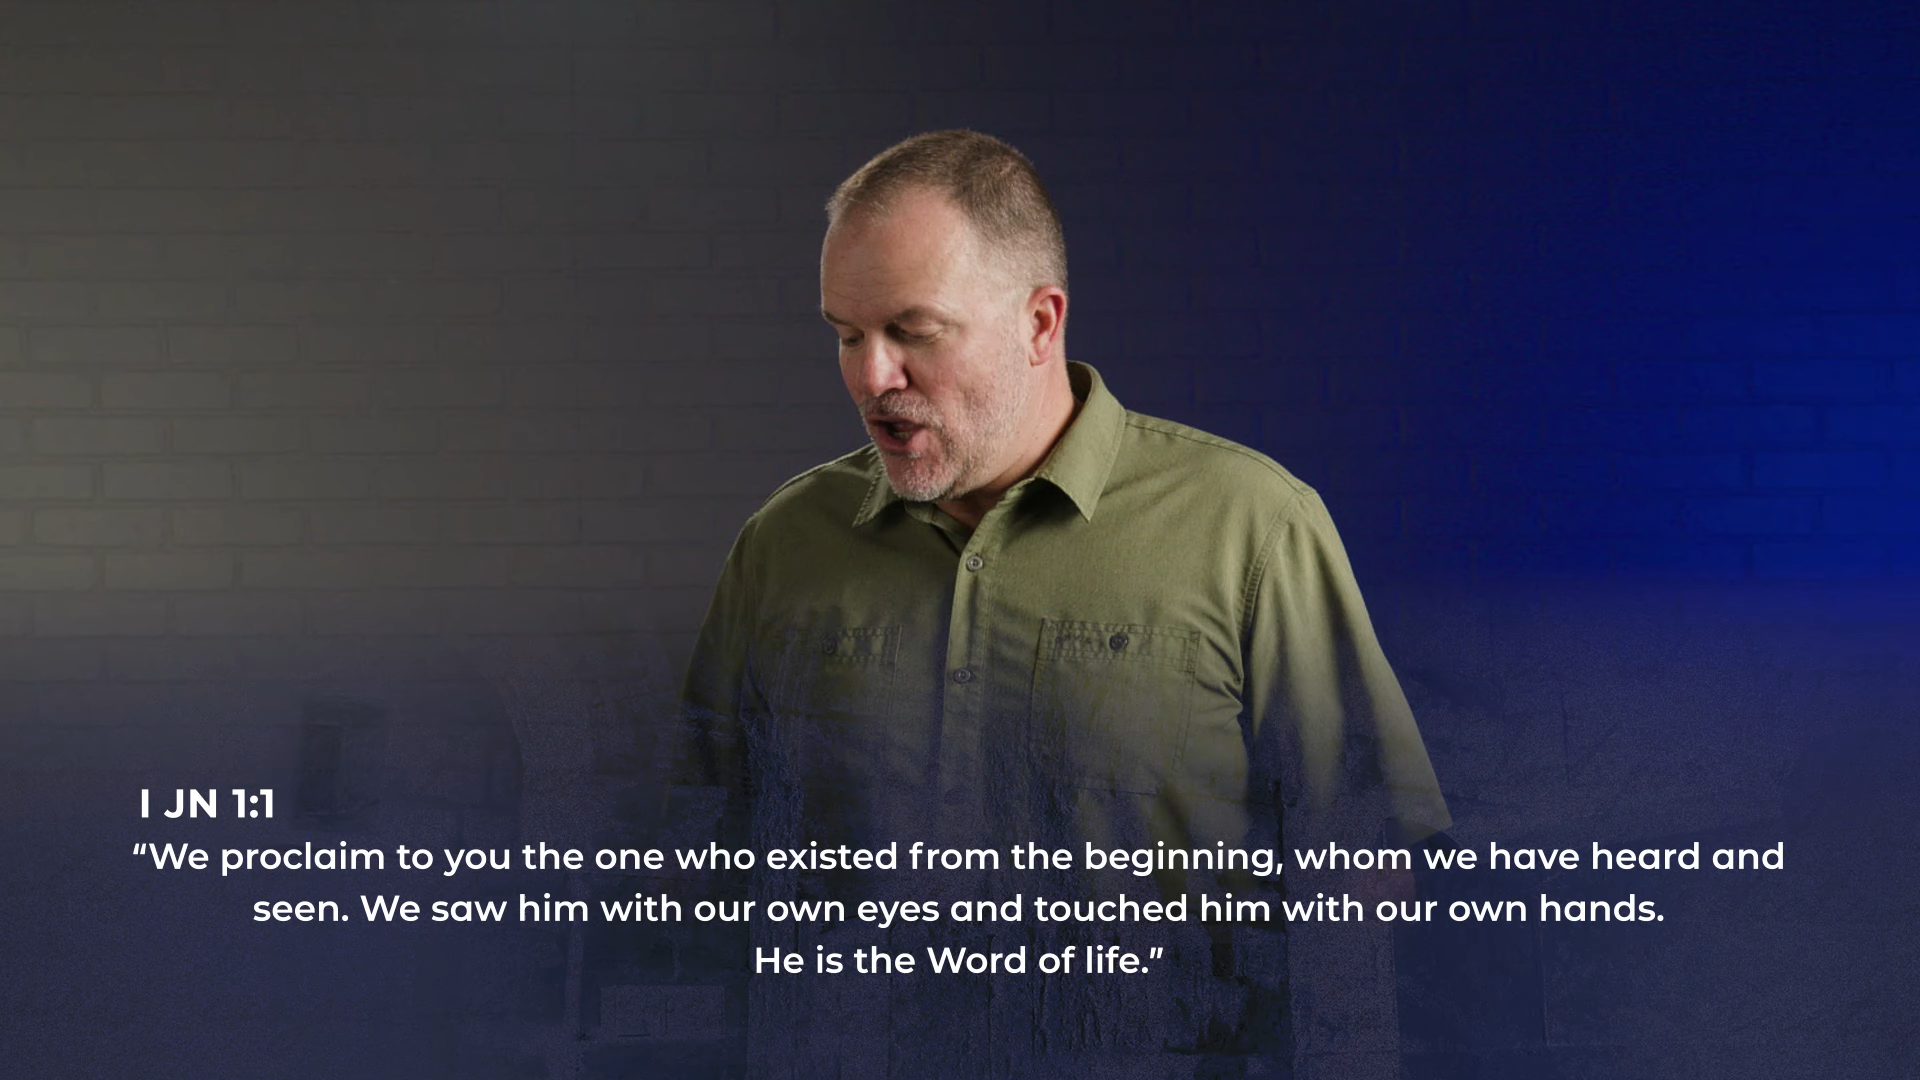 I JN 1:1
“We proclaim to you the one who existed from the beginning, whom we have heard and
seen. We saw him with our own eyes and touched him with our own hands.
He is the Word of life.”